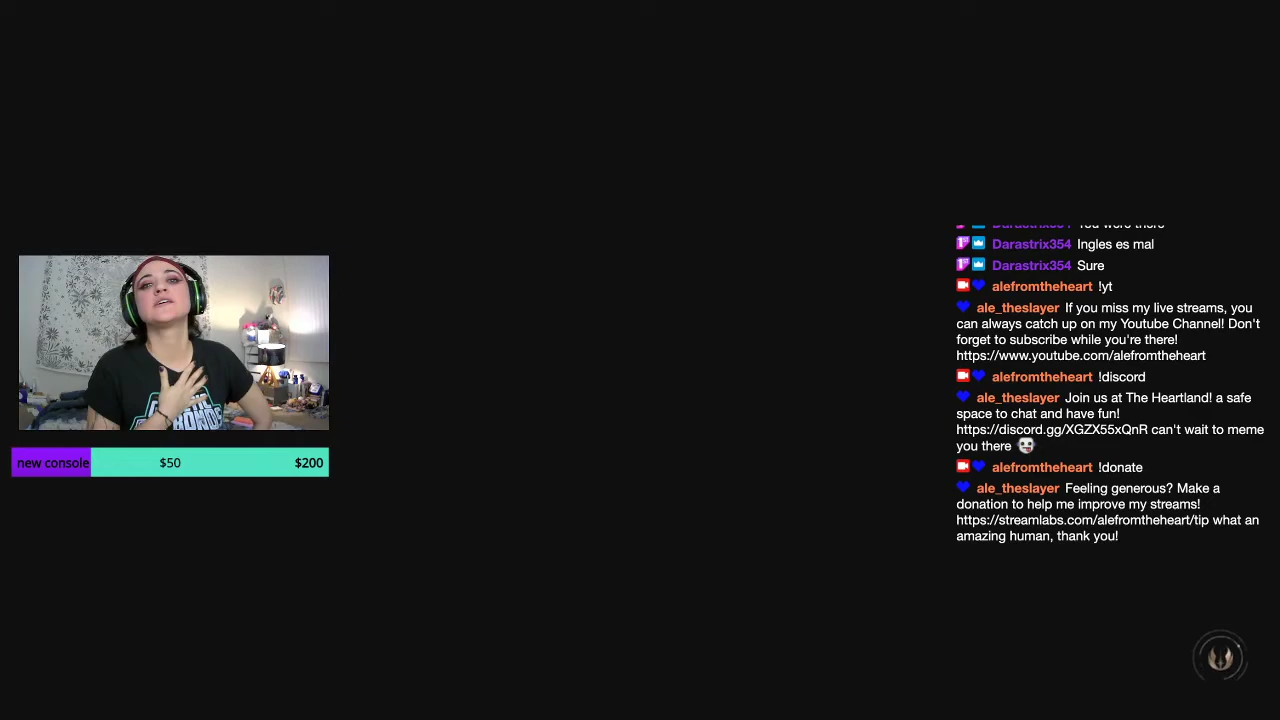 Darastrix354 You were there
Darastrix354 Ingles es mal
Darastrix354 Sure
alefromtheheart !yt
ale_theslayer If you miss my live streams, you
can always catch up on my Youtube Channel! Don't
forget to subscribe while you're there!
https://www.youtube.com/alefromtheheart
alefromtheheart !discord
ale_theslayer Join us at The Heartland! a safe
space to chat and have fun!
https://discord.gg/XGZX55xQnR can't wait to meme
you there
alefromtheheart !donate
ale_theslayer Feeling generous? Make a
donation to help me improve my streams!
https://streamlabs.com/alefromtheheart/tip what an
amazing human, thank you!
new console $50 $200